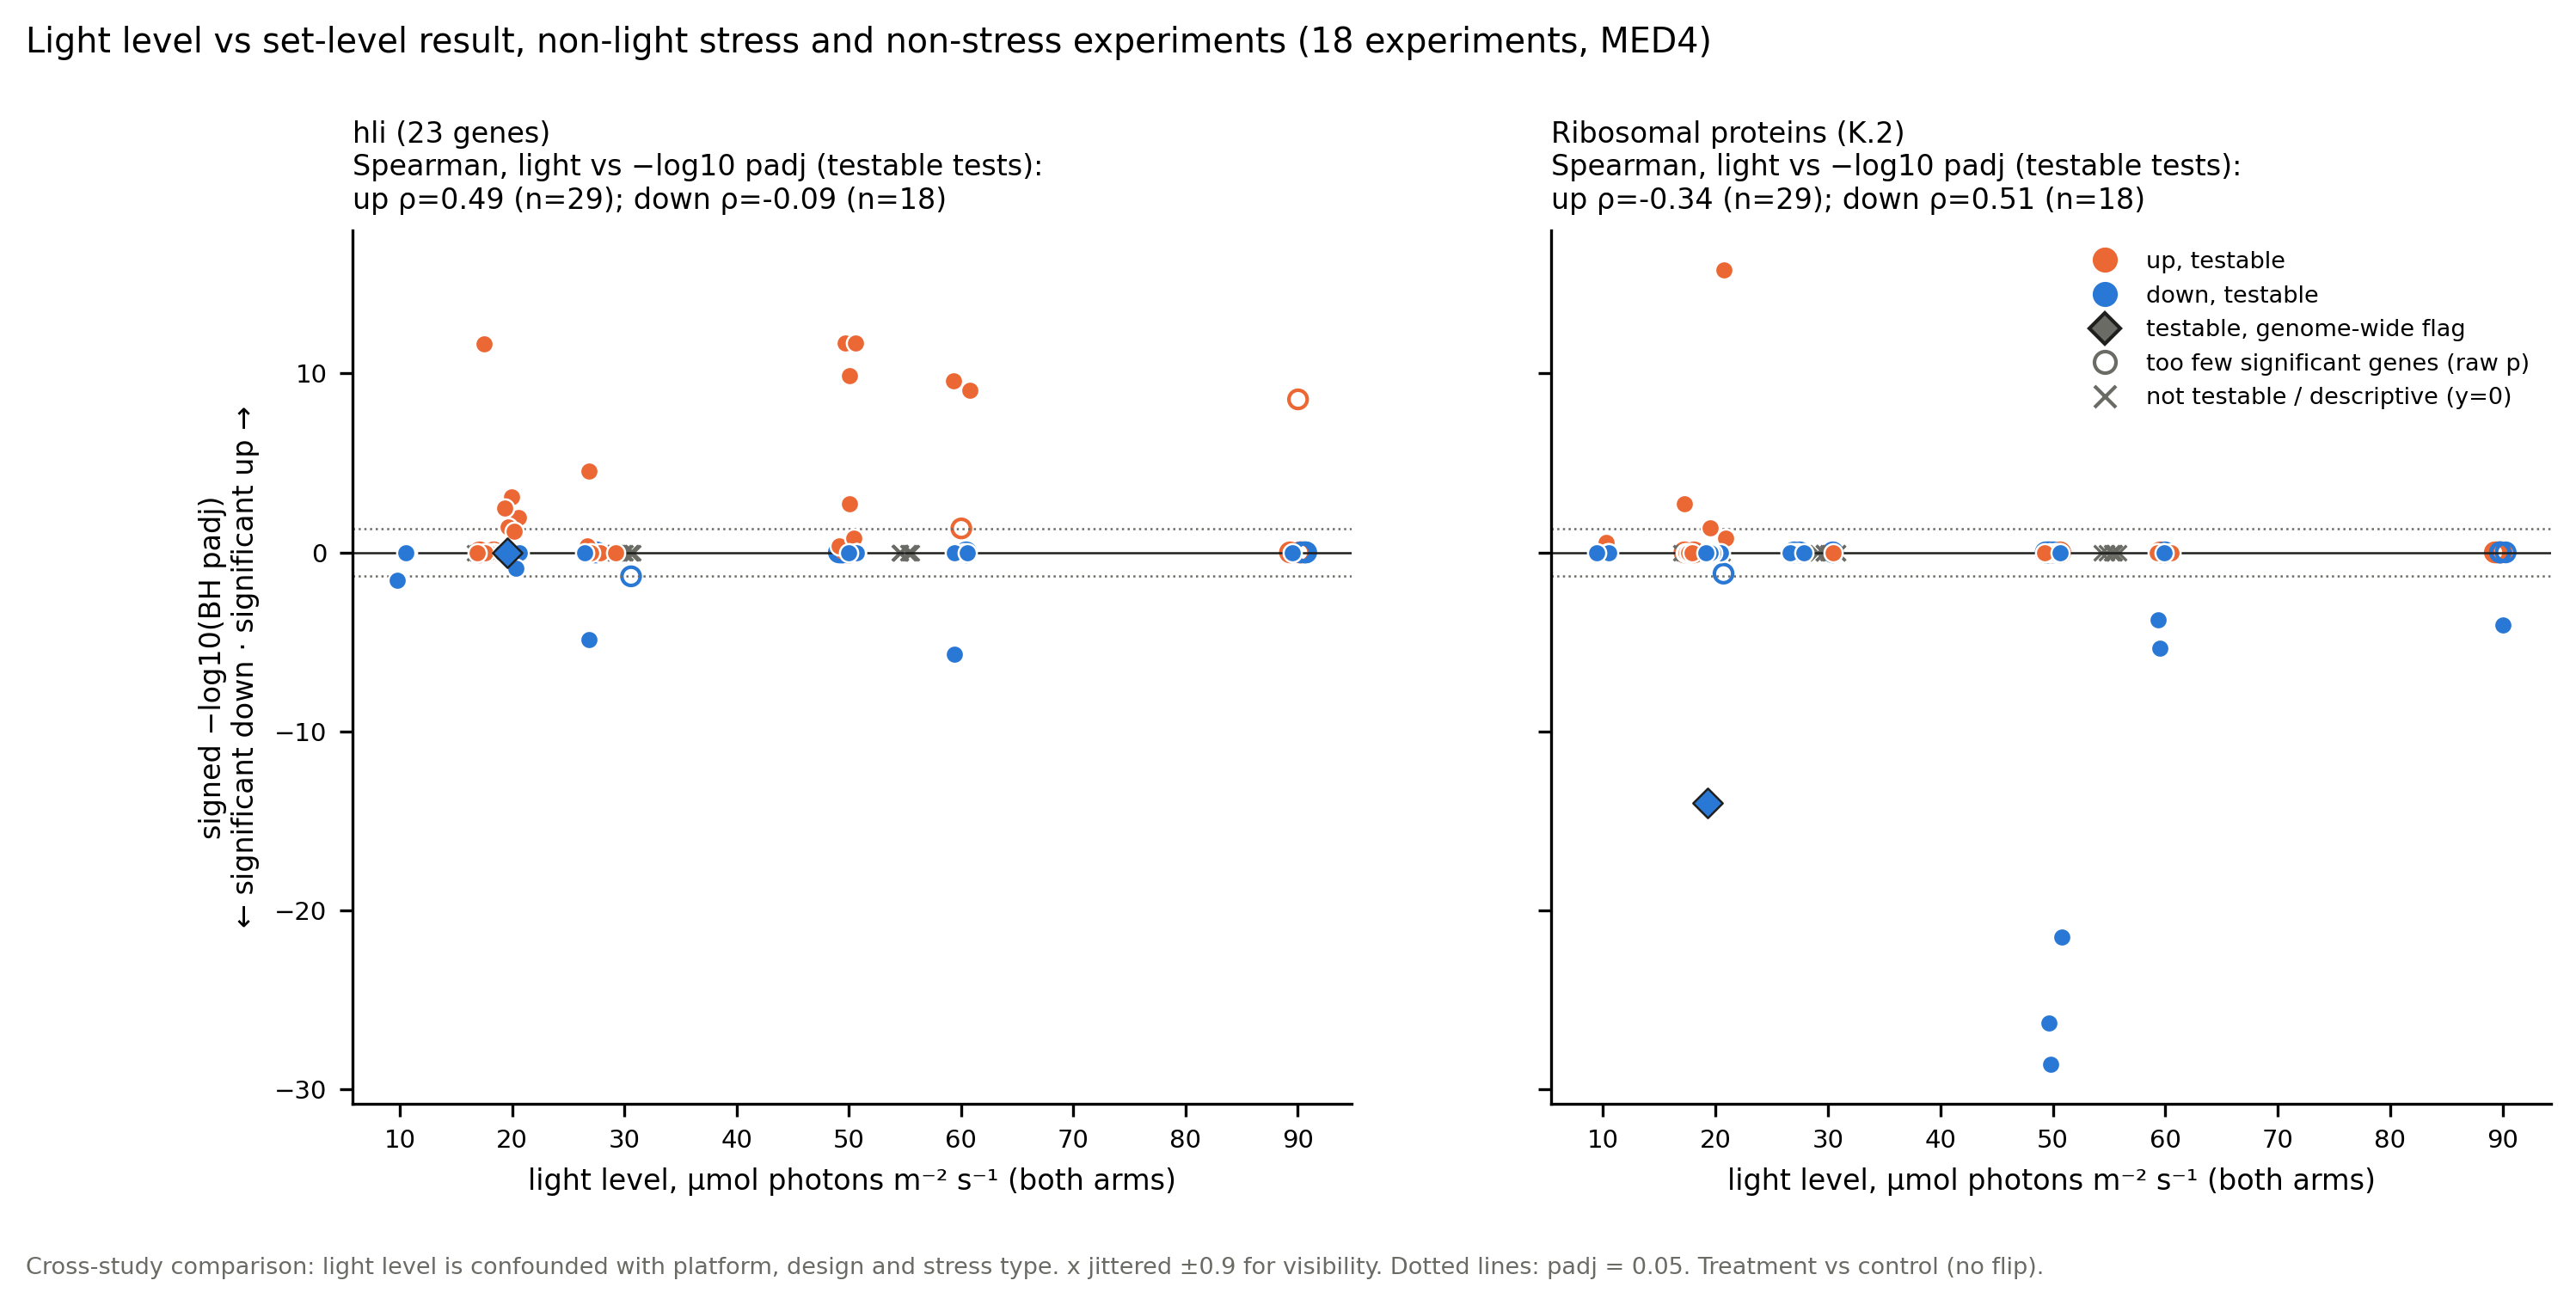 Light level vs set-level result, non-light stress and non-stress experiments (18 experiments, MED4)
hli (23 genes)
Spearman, light vs −log10 padj (testable tests):
up ρ=0.49 (n=29); down ρ=-0.09 (n=18)
signed −log10(BH padj)
← significant down · significant up →
10
0
−10
−20
−30
10 20 30 40 50 60 70 80 90
light level, μmol photons m⁻² s⁻¹ (both arms)
Ribosomal proteins (K.2)
Spearman, light vs −log10 padj (testable tests):
up ρ=-0.34 (n=29); down ρ=0.51 (n=18)
up, testable
down, testable
testable, genome-wide flag
too few significant genes (raw p)
not testable / descriptive (y=0)
10 20 30 40 50 60 70 80 90
light level, μmol photons m⁻² s⁻¹ (both arms)
Cross-study comparison: light level is confounded with platform, design and stress type. x jittered ±0.9 for visibility. Dotted lines: padj = 0.05. Treatment vs control (no flip).